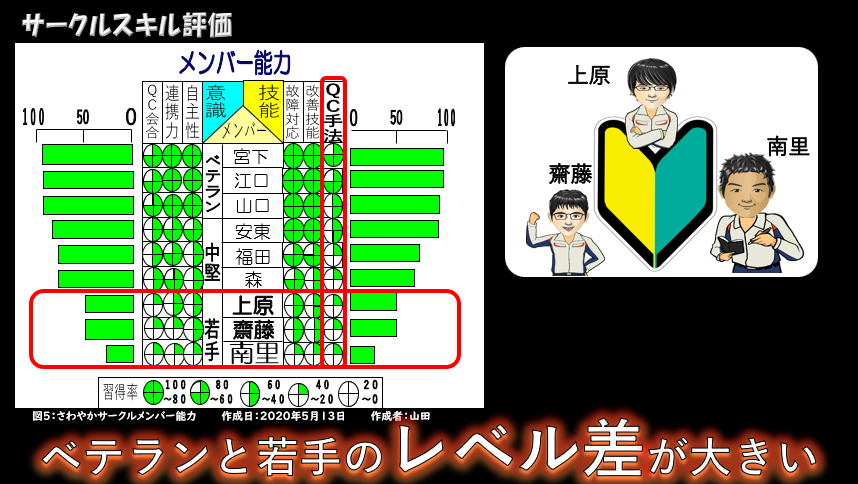 サークルスキル評価
メンバー能力
QC会合
連携力
自主性
意識
技能
メンバー
故障対応
改善技能
QC手法
100 50 0
0 50 100
ベテラン
宮下
江口
山口
中堅
安東
福田
森
若手
上原
齋藤
南里
習得率
100～80
80～60
60～40
40～20
20～0
図5：さわやかサークルメンバー能力 作成日：2020年5月13日 作成者：山田
上原
齋藤
南里
ベテランと若手のレベル差が大きい